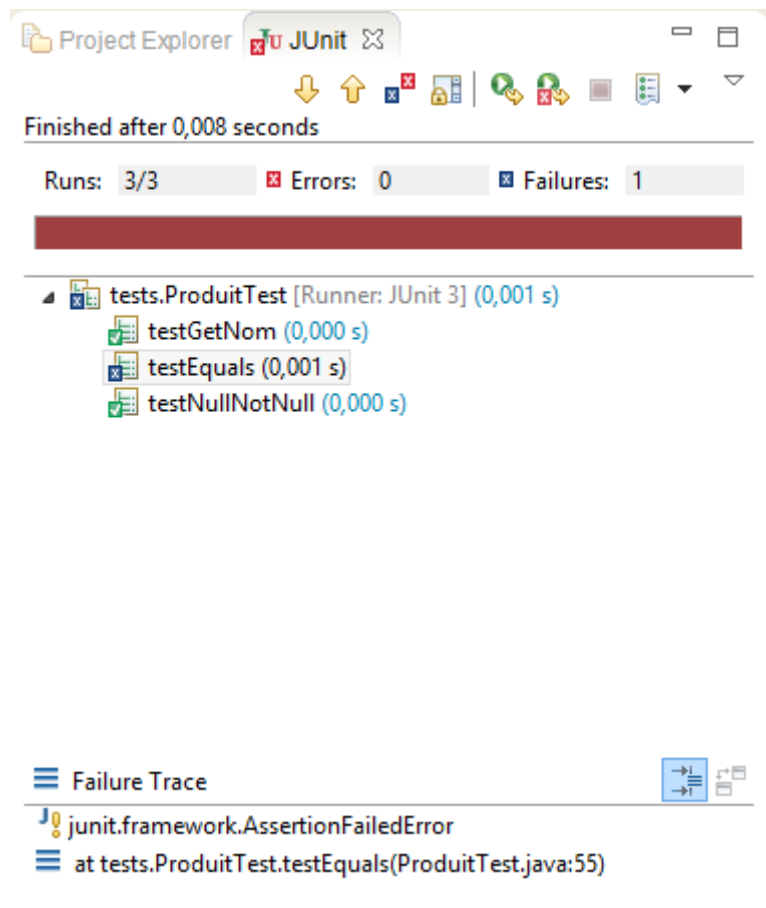 Project Explorer JUnit
Finished after 0,008 seconds
Runs: 3/3 Errors: 0 Failures: 1
tests.ProduitTest [Runner: JUnit 3] (0,001 s)
testGetNom (0,000 s)
testEquals (0,001 s)
testNullNotNull (0,000 s)
Failure Trace
junit.framework.AssertionFailedError
at tests.ProduitTest.testEquals(ProduitTest.java:55)